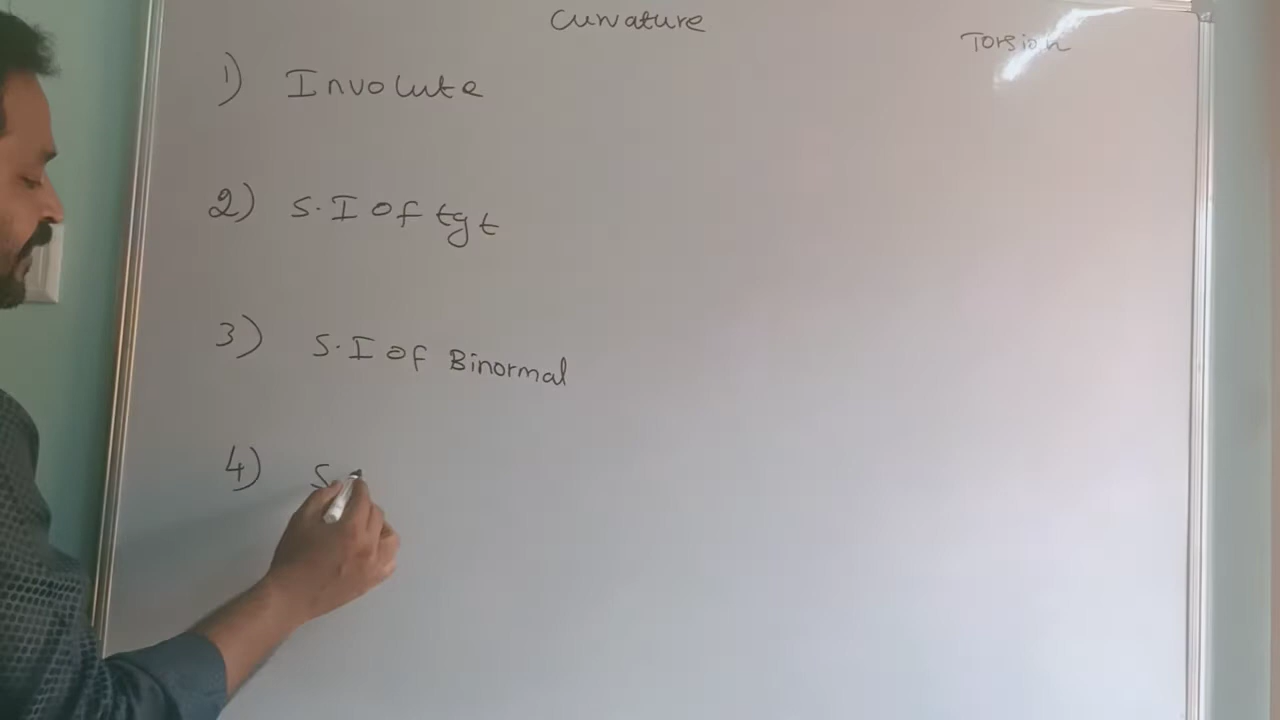 Curvature
Torsion
1) Involute
2) S.I of tgt
3) S.I of Binormal
4) S.